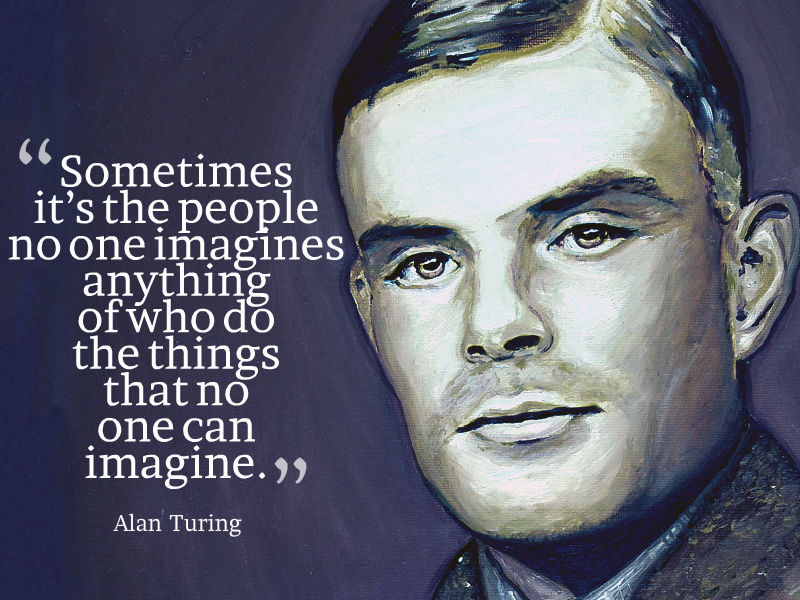 “Sometimes
it’s the people
no one imagines
anything
of who do
the things
that no
one can
imagine.”
Alan Turing